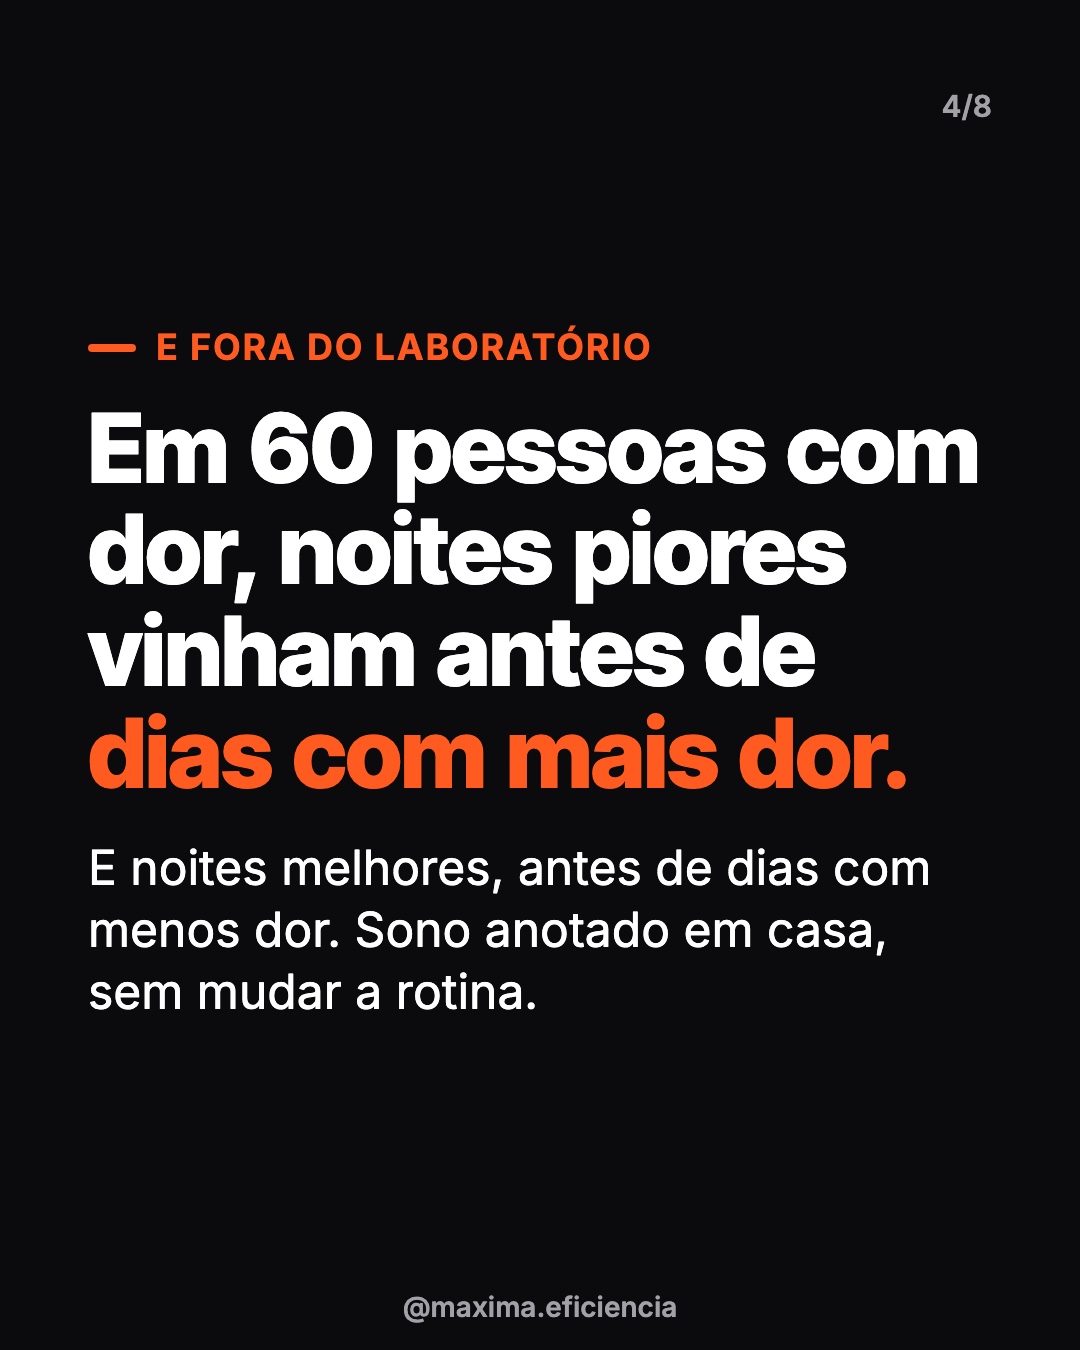 4/8
E FORA DO LABORATÓRIO
Em 60 pessoas com
dor, noites piores
vinham antes de
dias com mais dor.
E noites melhores, antes de dias com
menos dor. Sono anotado em casa,
sem mudar a rotina.
@maxima.eficiencia